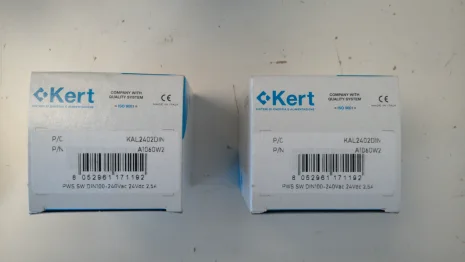 Kert
COMPANY WITH
QUALITY SYSTEM
CE
P/C KAL2402DIN
P/N A1060W2
8 052961 171192
PWS SW DIN100-240Vac 24Vdc 2,5A
Kert
COMPANY WITH
QUALITY SYSTEM
CE
P/C KAL2402DIN
P/N A1060W2
8 052961 171192
PWS SW DIN100-240Vac 24Vdc 2,5A